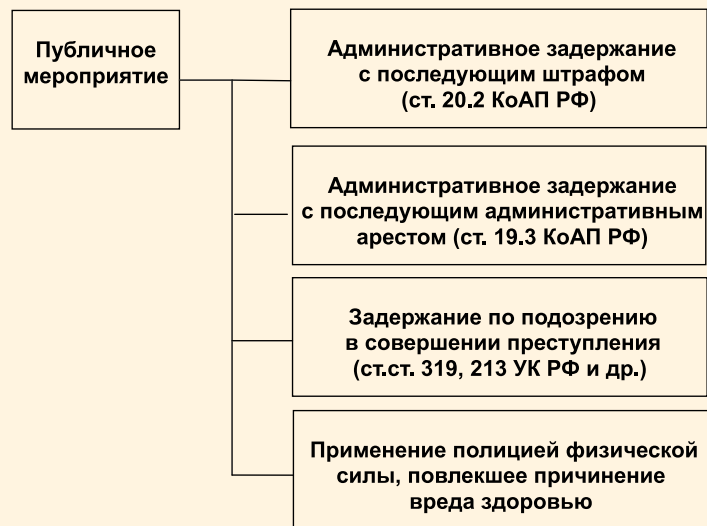 Публичное
мероприятие
Административное задержание
с последующим штрафом
(ст. 20.2 КоАП РФ)
Административное задержание
с последующим административным
арестом (ст. 19.3 КоАП РФ)
Задержание по подозрению
в совершении преступления
(ст.ст. 319, 213 УК РФ и др.)
Применение полицией физической
силы, повлекшее причинение
вреда здоровью